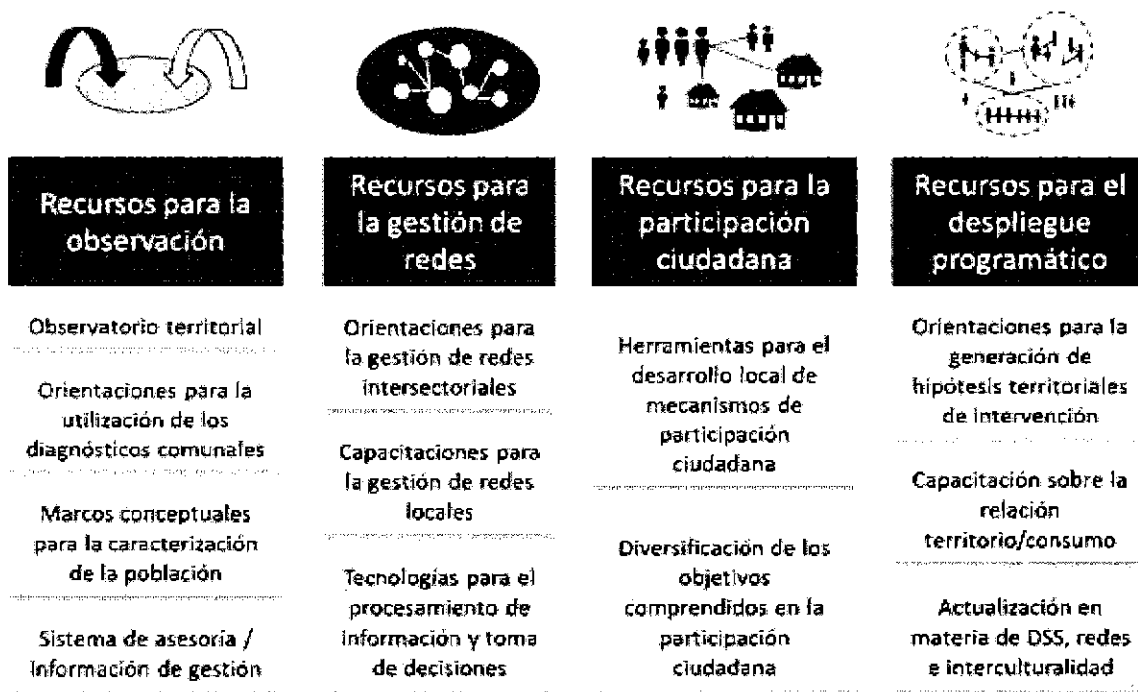 Recursos para la
observación
Observatorio territorial
Orientaciones para la
utilización de los
diagnósticos comunales
Marcos conceptuales
para la caracterización
de la población
Sistema de asesoría /
Información de gestión
Recursos para
la gestión de
redes
Orientaciones para
la gestión de redes
intersectoriales
Capacitaciones para
la gestión de redes
locales
Tecnologías para el
procesamiento de
información y toma
de decisiones
Recursos para la
participación
ciudadana
Herramientas para el
desarrollo local de
mecanismos de
participación
ciudadana
Diversificación de los
objetivos
comprendidos en la
participación
ciudadana
Recursos para el
despliegue
programático
Orientaciones para la
generación de
hipótesis territoriales
de intervención
Capacitación sobre la
relación
territorio/consumo
Actualización en
materia de DSS, redes
e interculturalidad